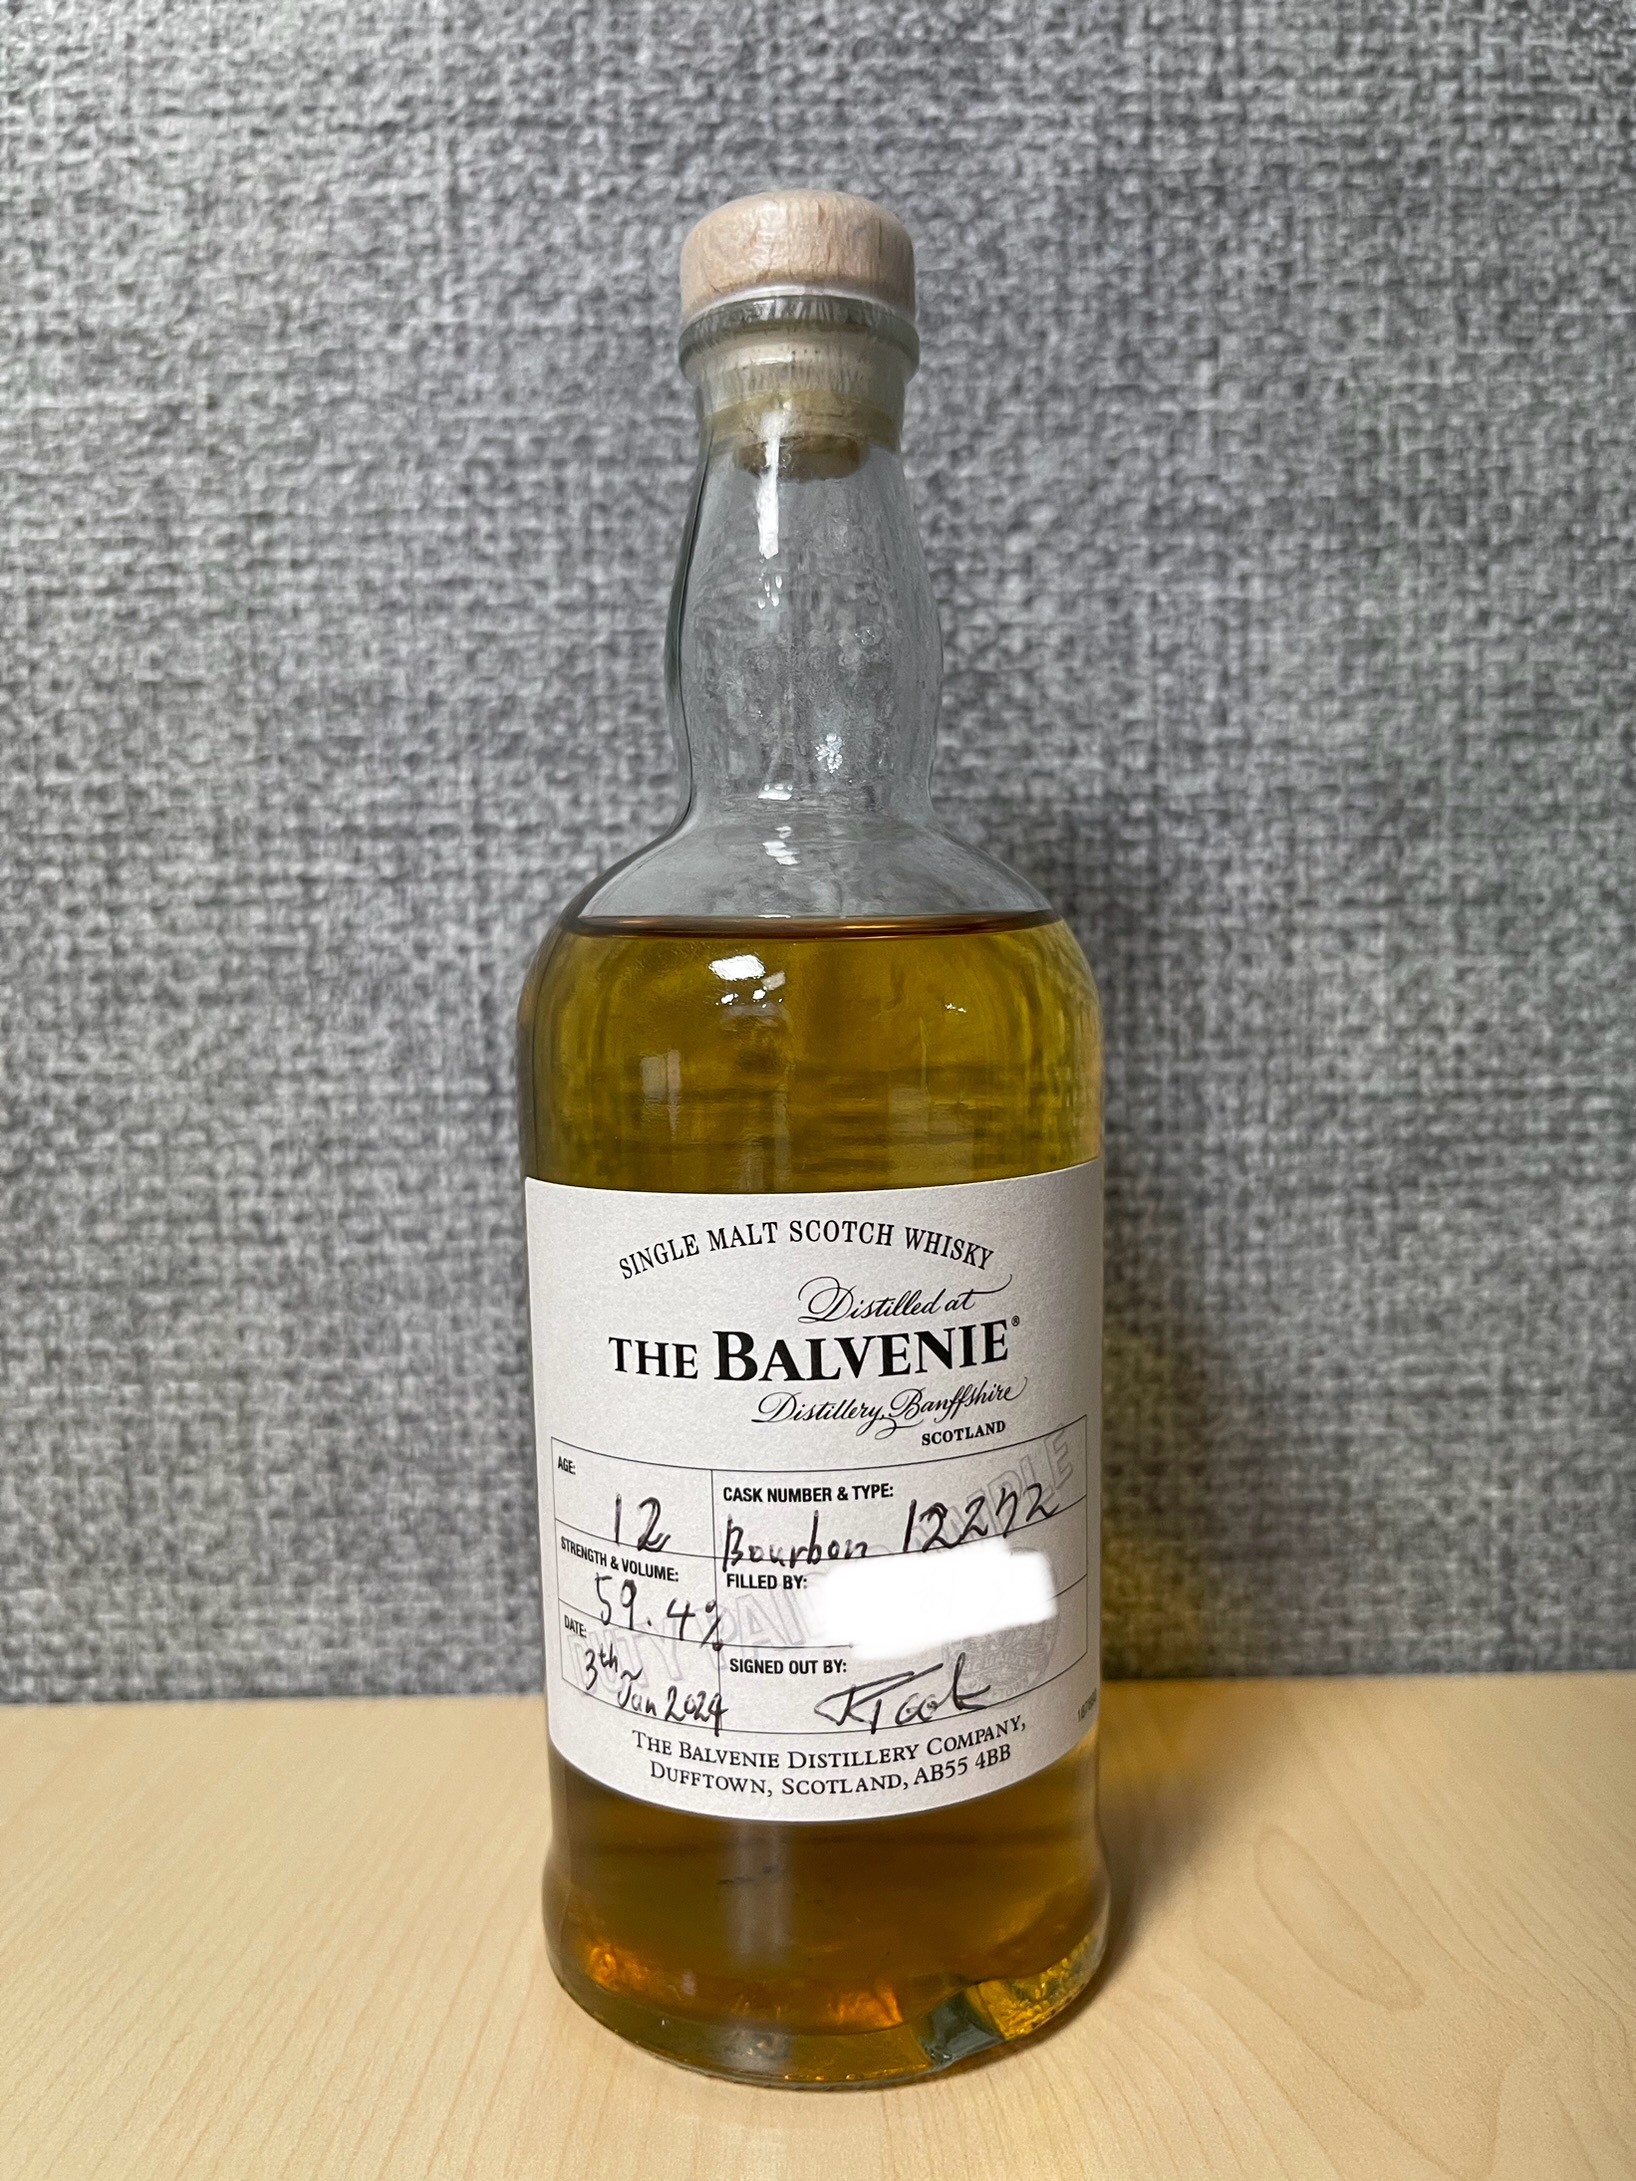 SINGLE MALT SCOTCH WHISKY
Distilled at
THE BALVENIE®
Distillery, Banffshire
SCOTLAND
AGE:
12
CASK NUMBER & TYPE:
Bourbon 12272
STRENGTH & VOLUME:
59.4%
FILLED BY:
DATE:
3th Jan 2024
SIGNED OUT BY:
THE BALVENIE DISTILLERY COMPANY,
DUFFTOWN, SCOTLAND, AB55 4BB